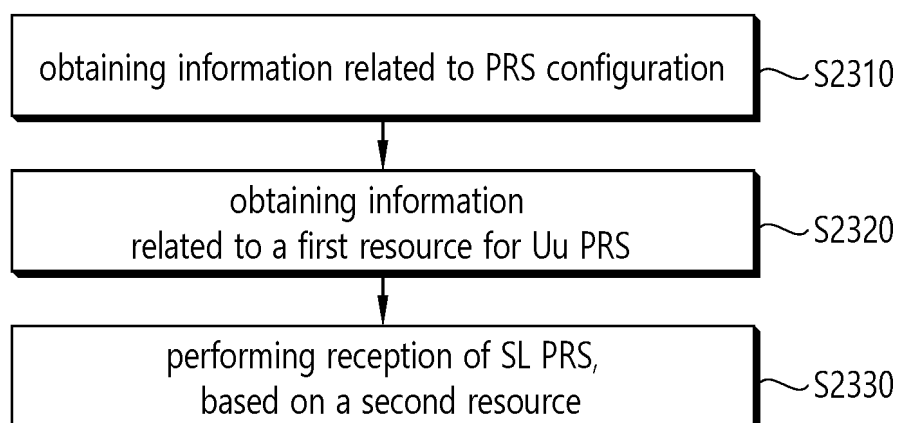 obtaining information related to PRS configuration
S2310
obtaining information
related to a first resource for Uu PRS
S2320
performing reception of SL PRS,
based on a second resource
S2330